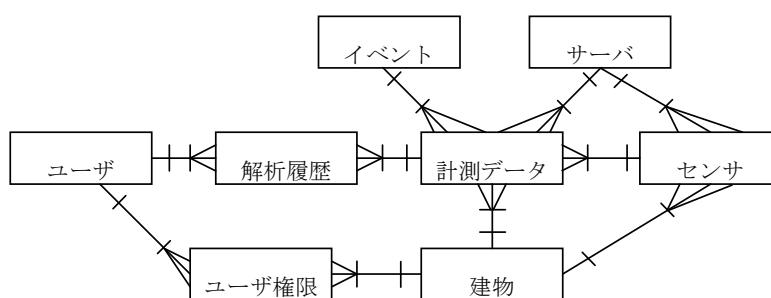 イベント
サーバ
ユーザ
解析履歴
計測データ
センサ
ユーザ権限
建物